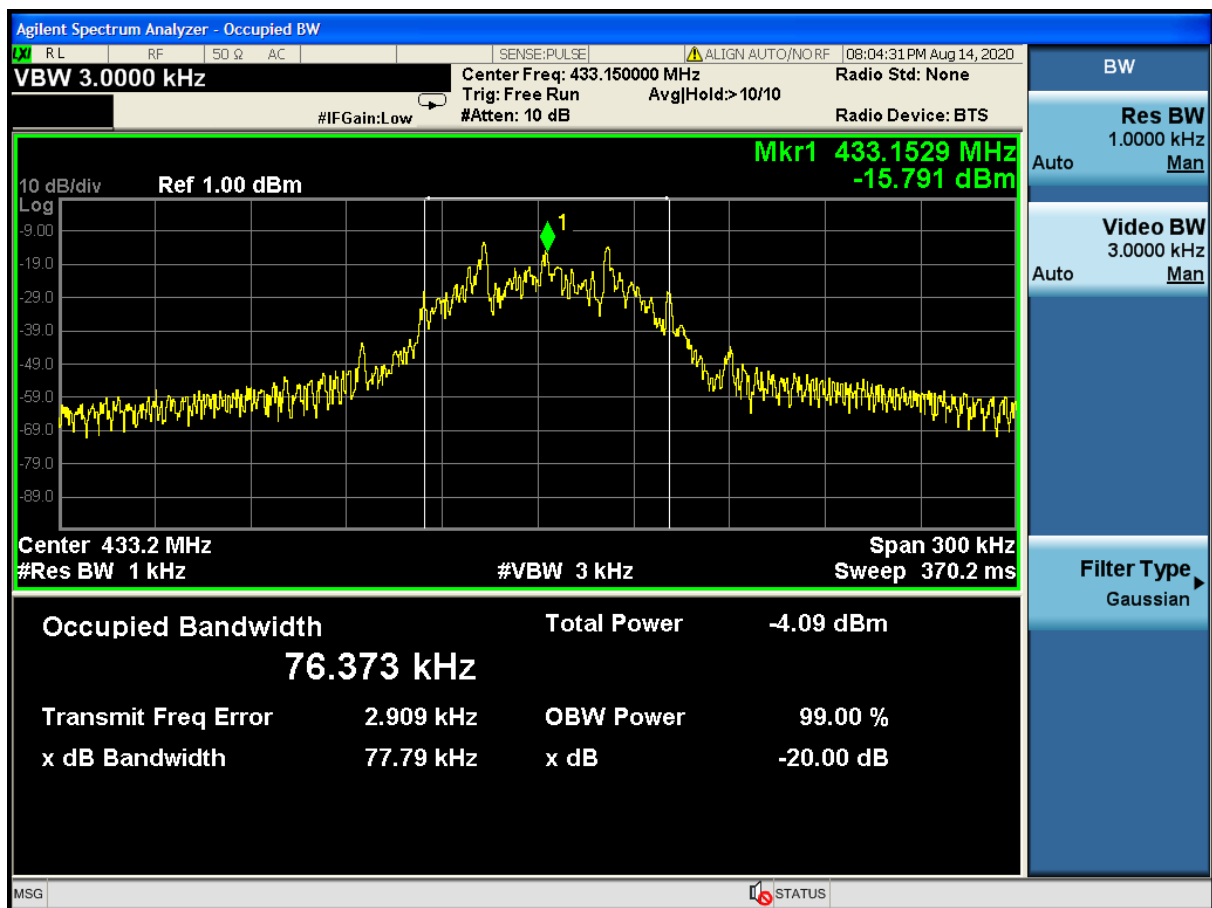 Agilent Spectrum Analyzer - Occupied BW
LXI RL RF 50 Ω AC SENSE:PULSE ALIGN AUTO/NO RF 08:04:31 PM Aug 14, 2020
VBW 3.0000 kHz
Center Freq: 433.150000 MHz Radio Std: None
Trig: Free Run Avg|Hold:>10/10
#IFGain:Low #Atten: 10 dB Radio Device: BTS
Mkr1 433.1529 MHz
-15.791 dBm
10 dB/div Ref 1.00 dBm
Log
1
-9.00
-19.0
-29.0
-39.0
-49.0
-59.0
-69.0
-79.0
-89.0
Center 433.2 MHz Span 300 kHz
#Res BW 1 kHz #VBW 3 kHz Sweep 370.2 ms
Occupied Bandwidth Total Power -4.09 dBm
76.373 kHz
Transmit Freq Error 2.909 kHz OBW Power 99.00 %
x dB Bandwidth 77.79 kHz x dB -20.00 dB
MSG STATUS
BW
Res BW
1.0000 kHz
Auto Man
Video BW
3.0000 kHz
Auto Man
Filter Type
Gaussian